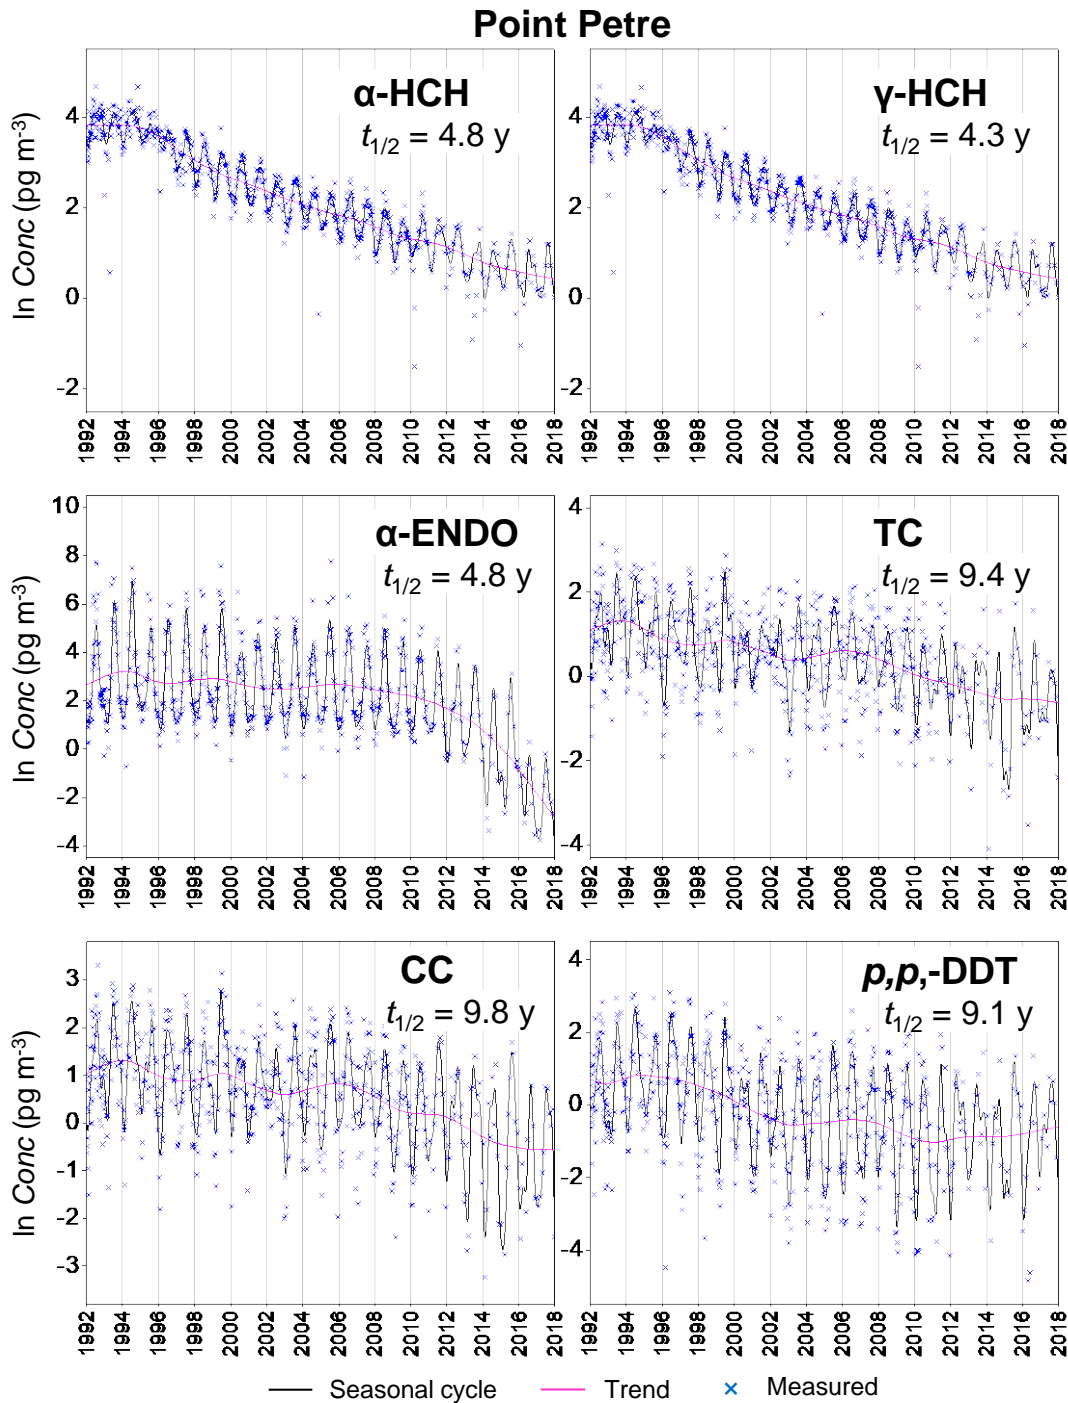 Point Petre
α-HCH
t1/2 = 4.8 y
ln Conc (pg m-3)
4
2
0
-2
1992 1994 1996 1998 2000 2002 2004 2006 2008 2010 2012 2014 2016 2018
γ-HCH
t1/2 = 4.3 y
4
2
0
-2
1992 1994 1996 1998 2000 2002 2004 2006 2008 2010 2012 2014 2016 2018
α-ENDO
t1/2 = 4.8 y
ln Conc (pg m-3)
10
8
6
4
2
0
-2
-4
1992 1994 1996 1998 2000 2002 2004 2006 2008 2010 2012 2014 2016 2018
TC
t1/2 = 9.4 y
4
2
0
-2
-4
1992 1994 1996 1998 2000 2002 2004 2006 2008 2010 2012 2014 2016 2018
CC
t1/2 = 9.8 y
ln Conc (pg m-3)
3
2
1
0
-1
-2
-3
1992 1994 1996 1998 2000 2002 2004 2006 2008 2010 2012 2014 2016 2018
p,p,-DDT
t1/2 = 9.1 y
4
2
0
-2
-4
1992 1994 1996 1998 2000 2002 2004 2006 2008 2010 2012 2014 2016 2018
Seasonal cycle Trend Measured